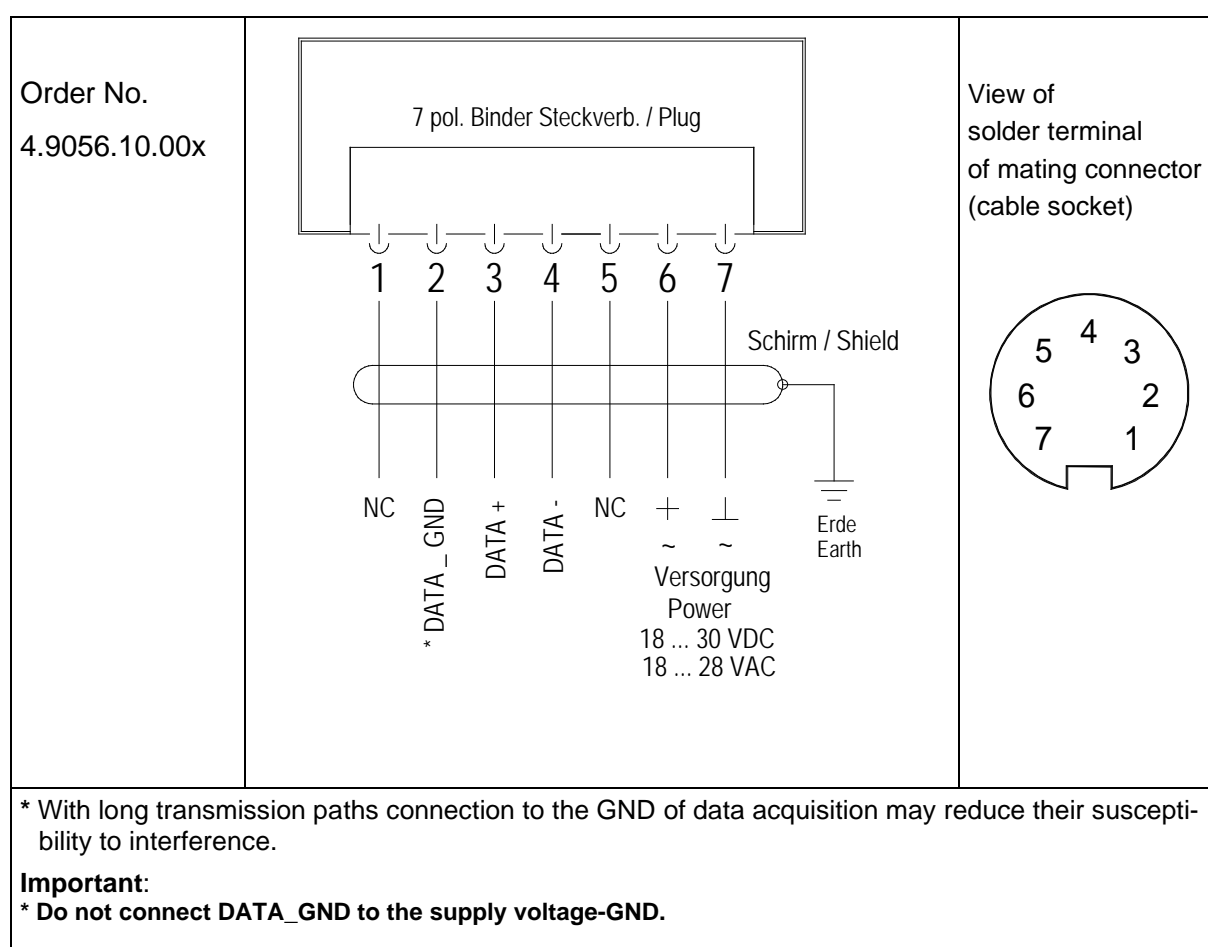 Order No.
4.9056.10.00x
7 pol. Binder Steckverb. / Plug
1 2 3 4 5 6 7
Schirm / Shield
NC
* DATA _ GND
DATA +
DATA -
NC
+
⊥
~ ~
Erde
Earth
Versorgung
Power
18 ... 30 VDC
18 ... 28 VAC
View of
solder terminal
of mating connector
(cable socket)
5 4 3
6 2
7 1
* With long transmission paths connection to the GND of data acquisition may reduce their suscepti-
bility to interference.
Important:
* Do not connect DATA_GND to the supply voltage-GND.